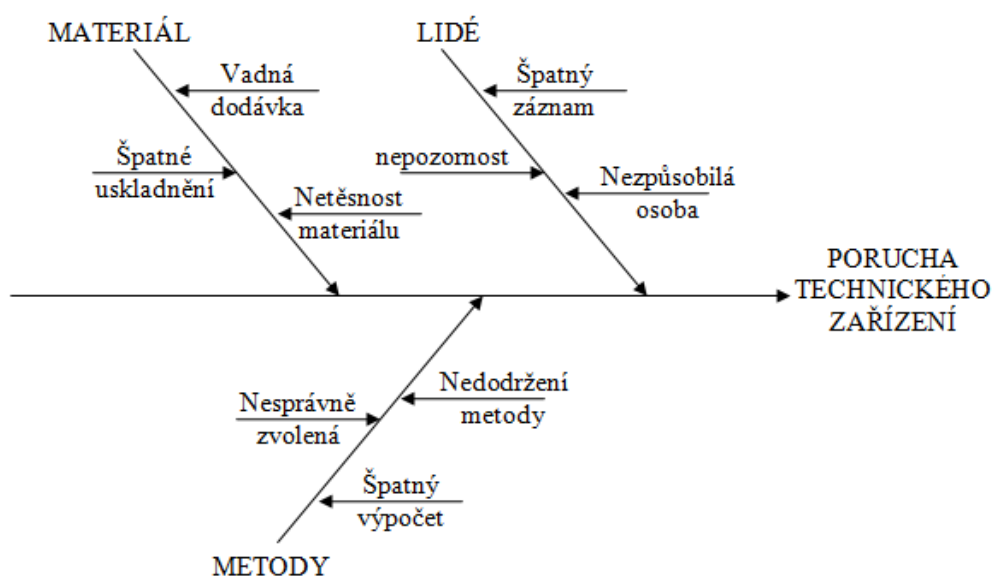 MATERIÁL
LIDÉ
Vadná
dodávka
Špatný
záznam
Špatné
uskladnění
nepozornost
Netěsnost
materiálu
Nezpůsobilá
osoba
PORUCHA
TECHNICKÉHO
ZAŘÍZENÍ
Nedodržení
metody
Nesprávně
zvolená
Špatný
výpočet
METODY